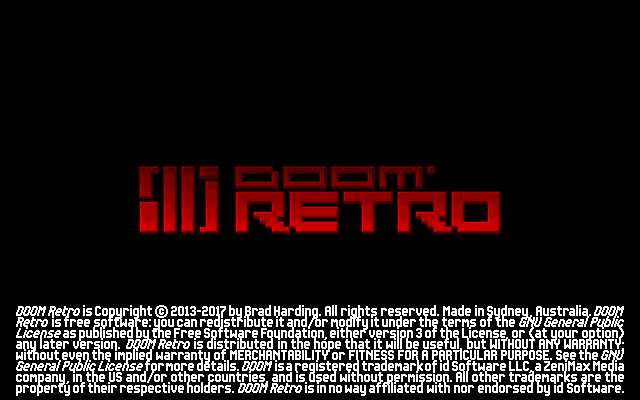 DOOM
RETRO
DOOM Retro is Copyright © 2013-2017 by Brad Harding. All rights reserved. Made in Sydney, Australia. DOOM
Retro is free software: you can redistribute it and/or modify it under the terms of the GNU General Public
License as published by the Free Software Foundation, either version 3 of the License, or (at your option)
any later version. DOOM Retro is distributed in the hope that it will be useful, but WITHOUT ANY WARRANTY;
without even the implied warranty of MERCHANTABILITY or FITNESS FOR A PARTICULAR PURPOSE. See the GNU
General Public License for more details. DOOM is a registered trademark of id Software LLC, a ZeniMax Media
company, in the US and/or other countries, and is used without permission. All other trademarks are the
property of their respective holders. DOOM Retro is in no way affiliated with nor endorsed by id Software.